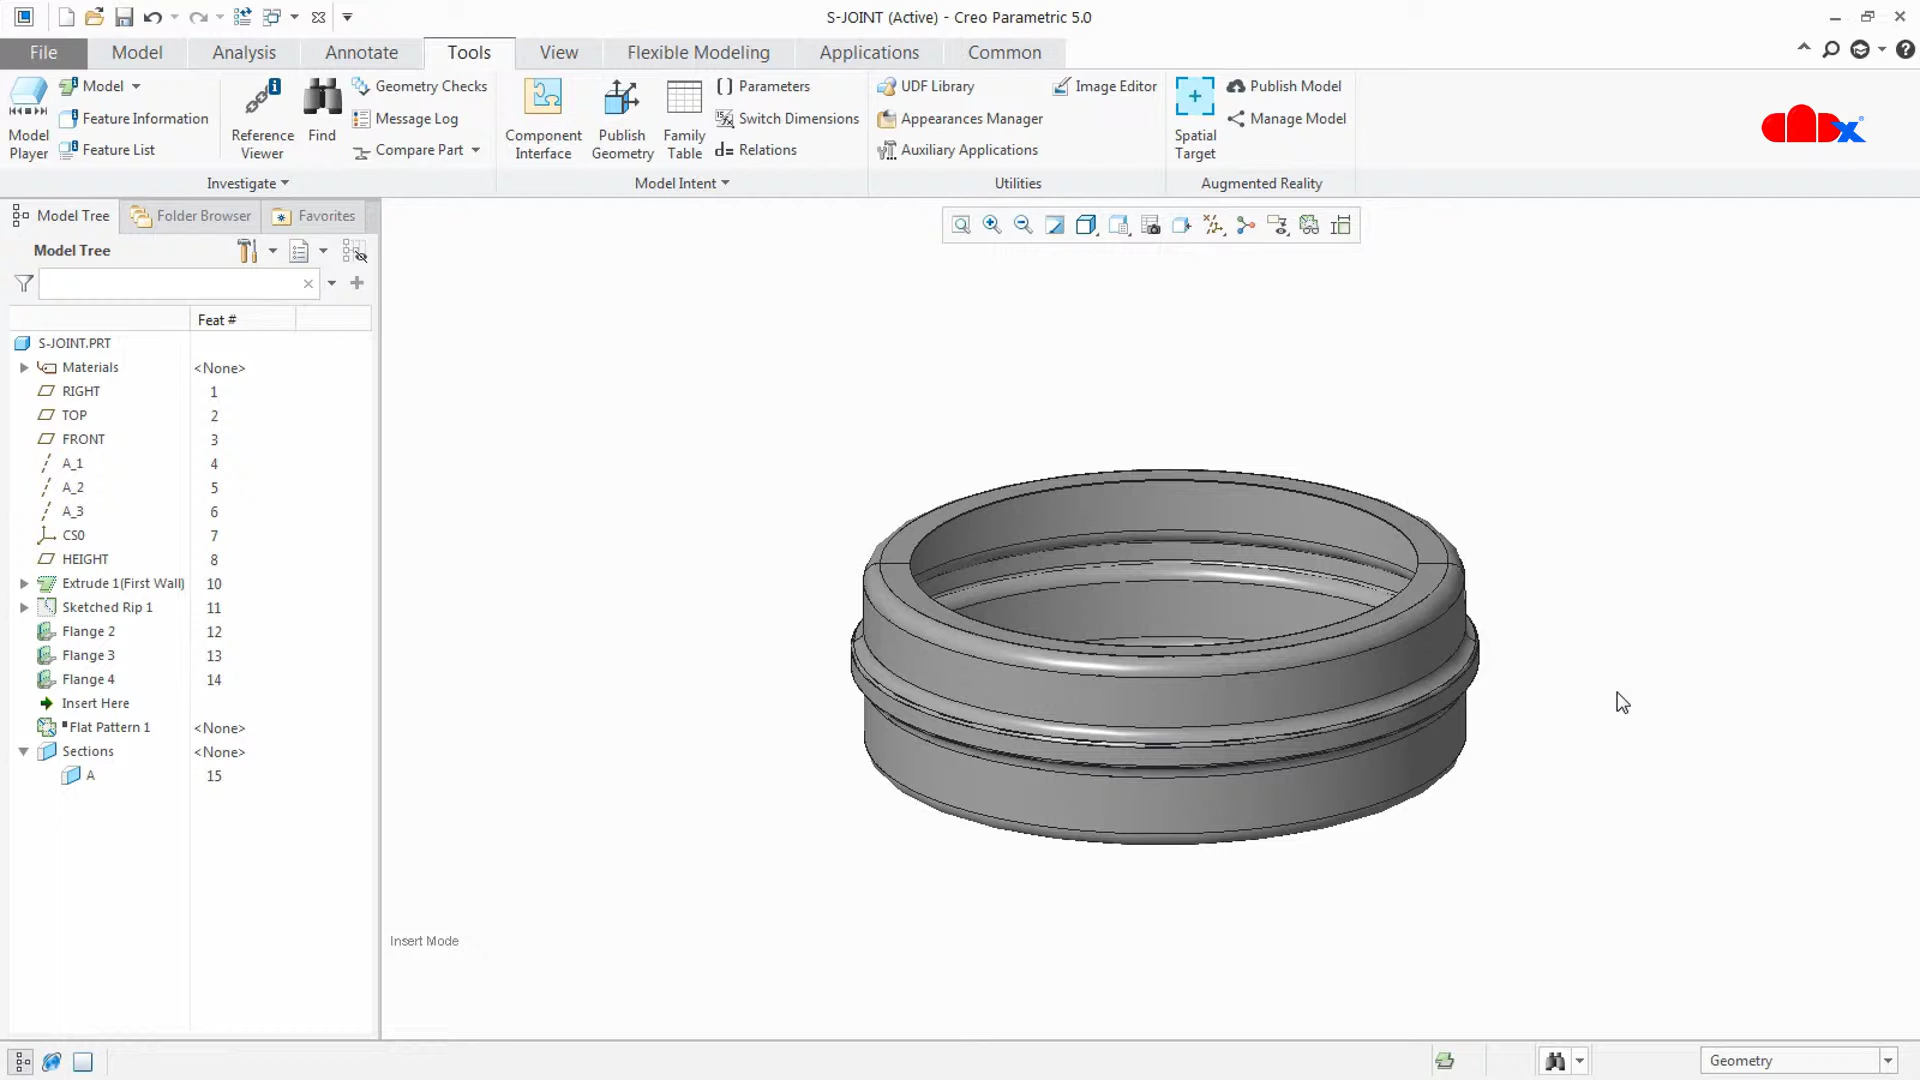 S-JOINT (Active) - Creo Parametric 5.0
File Model Analysis Annotate Tools View Flexible Modeling Applications Common
Model Player
Model
Feature Information
Feature List
Reference Viewer
Find
Geometry Checks
Message Log
Compare Part
Investigate
Component Interface
Publish Geometry
Family Table
Parameters
Switch Dimensions
d= Relations
Model Intent
UDF Library
Appearances Manager
Auxiliary Applications
Image Editor
Utilities
Spatial Target
Publish Model
Manage Model
Augmented Reality
Model Tree Folder Browser Favorites
Model Tree
Feat #
S-JOINT.PRT
Materials <None>
RIGHT 1
TOP 2
FRONT 3
A_1 4
A_2 5
A_3 6
CS0 7
HEIGHT 8
Extrude 1(First Wall) 10
Sketched Rip 1 11
Flange 2 12
Flange 3 13
Flange 4 14
Insert Here
Flat Pattern 1 <None>
Sections <None>
A 15
Insert Mode
Geometry